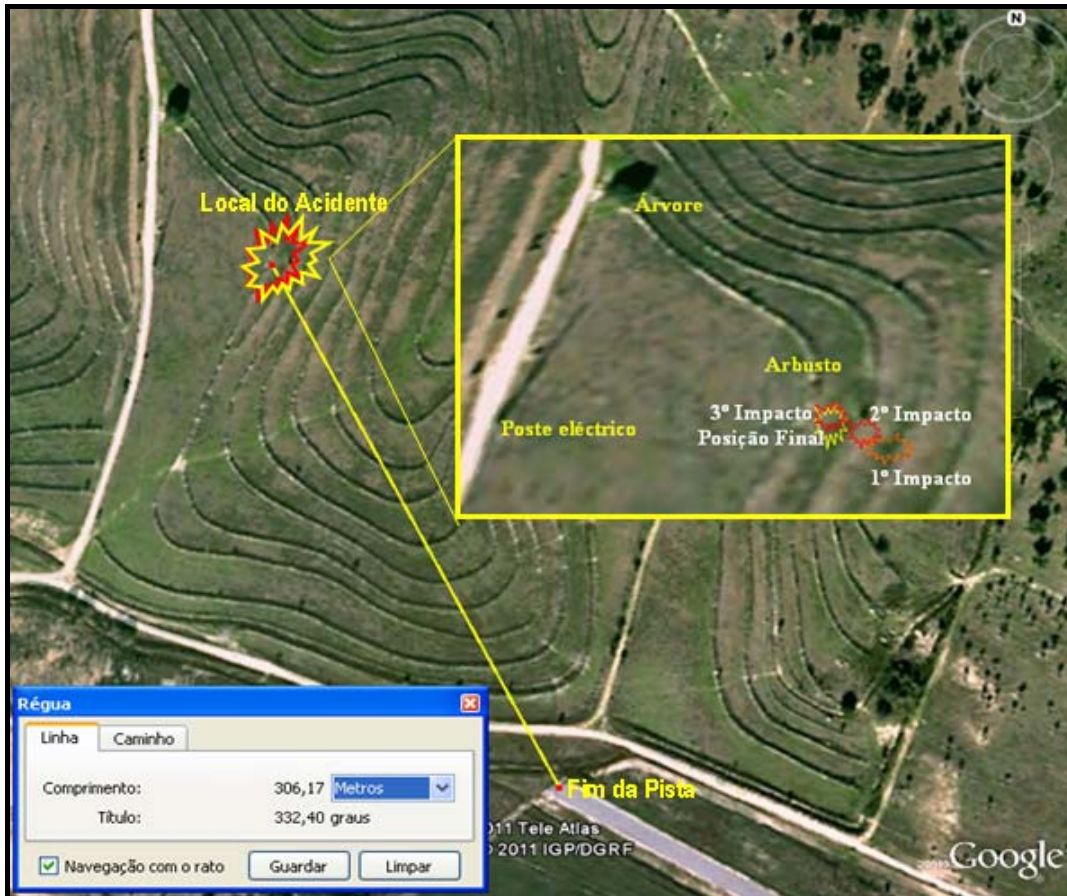 N
Local do Acidente
Árvore
Arbusto
3º Impacto
2º Impacto
Poste eléctrico
Posição Final
1º Impacto
Régua
Linha
Caminho
Comprimento:
306,17
Metros
Título:
332,40 graus
Navegação com o rato
Guardar
Limpar
Fim da Pista
011 Tele Atlas
© 2011 IGP/DGRF
Google